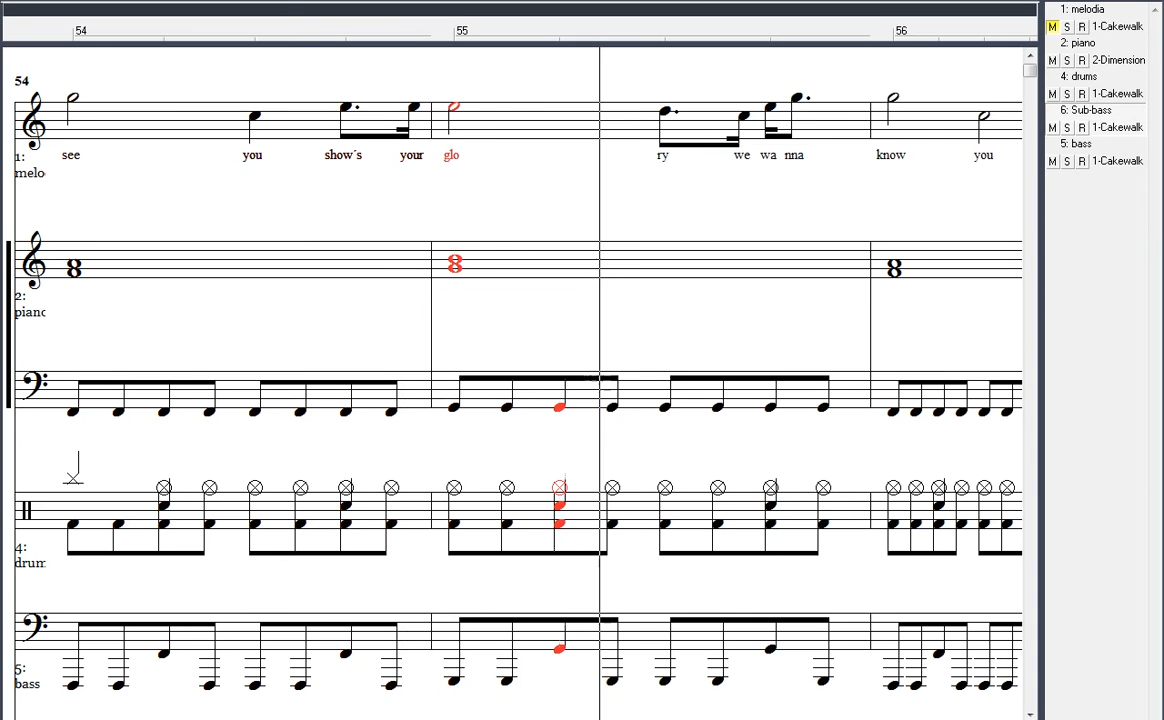 54 55 56
54
see you show´s your glo ry we wa nna know you
1:
melo
2:
pianc
4:
drum
5:
bass
1: melodia
M S R 1-Cakewalk
2: piano
M S R 2-Dimension
4: drums
M S R 1-Cakewalk
6: Sub-bass
M S R 1-Cakewalk
5: bass
M S R 1-Cakewalk